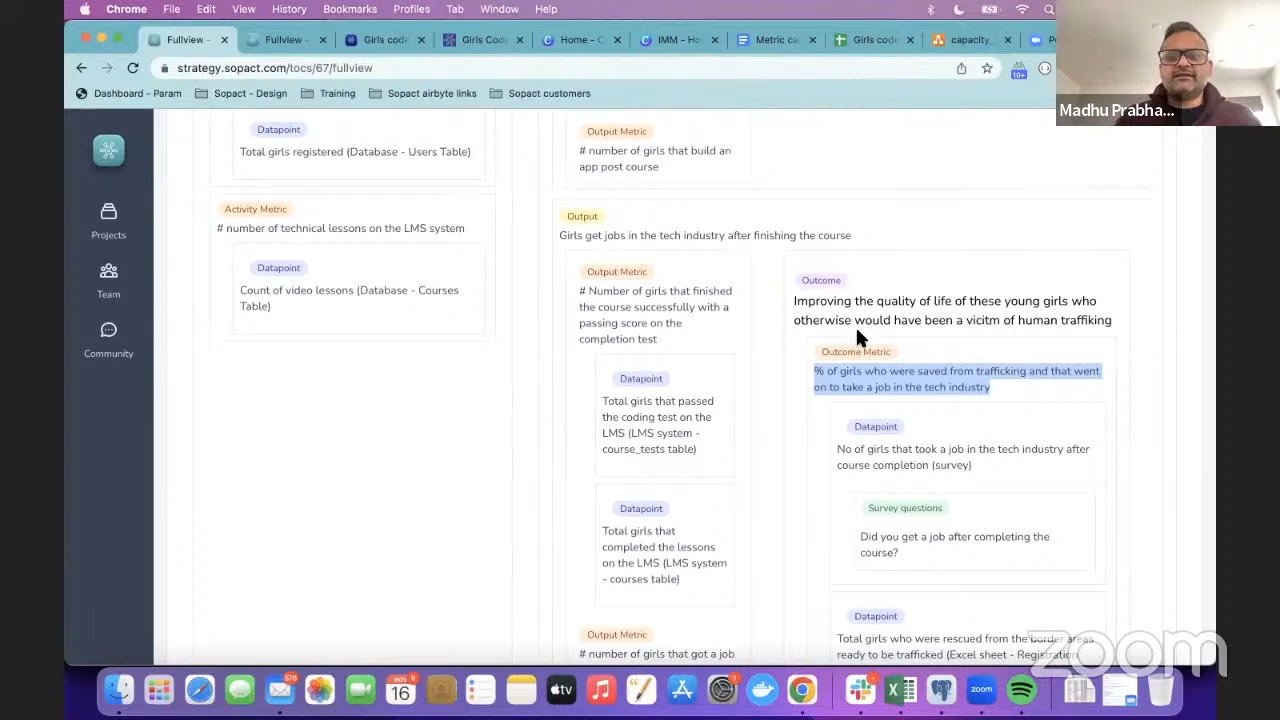 Chrome File Edit View History Bookmarks Profiles Tab Window Help
Fullview -
Fullview -
Girls code
Girls Cod
Home - C
IMM - Ho
Metric ca
Girls code
capacity_
Po
strategy.sopact.com/tocs/67/fullview
10+
Dashboard - Param
Sopact - Design
Training
Sopact airbyte links
Sopact customers
Madhu Prabha...
Projects
Team
Community
Datapoint
Total girls registered (Database - Users Table)
Activity Metric
# number of technical lessons on the LMS system
Datapoint
Count of video lessons (Database - Courses
Table)
Output Metric
# number of girls that build an
app post course
Output
Girls get jobs in the tech industry after finishing the course
Output Metric
# Number of girls that finished
the course successfully with a
passing score on the
completion test
Datapoint
Total girls that passed
the coding test on the
LMS (LMS system -
course_tests table)
Datapoint
Total girls that
completed the lessons
on the LMS (LMS system
- courses table)
Output Metric
# number of girls that got a job
Outcome
Improving the quality of life of these young girls who
otherwise would have been a vicitm of human traffiking
Outcome Metric
% of girls who were saved from trafficking and that went
on to take a job in the tech industry
Datapoint
No of girls that took a job in the tech industry after
course completion (survey)
Survey questions
Did you get a job after completing the
course?
Datapoint
Total girls who were rescued from the border areas
ready to be trafficked (Excel sheet - Registration
zoom
576
NOV 6
16
tv
1
zoom